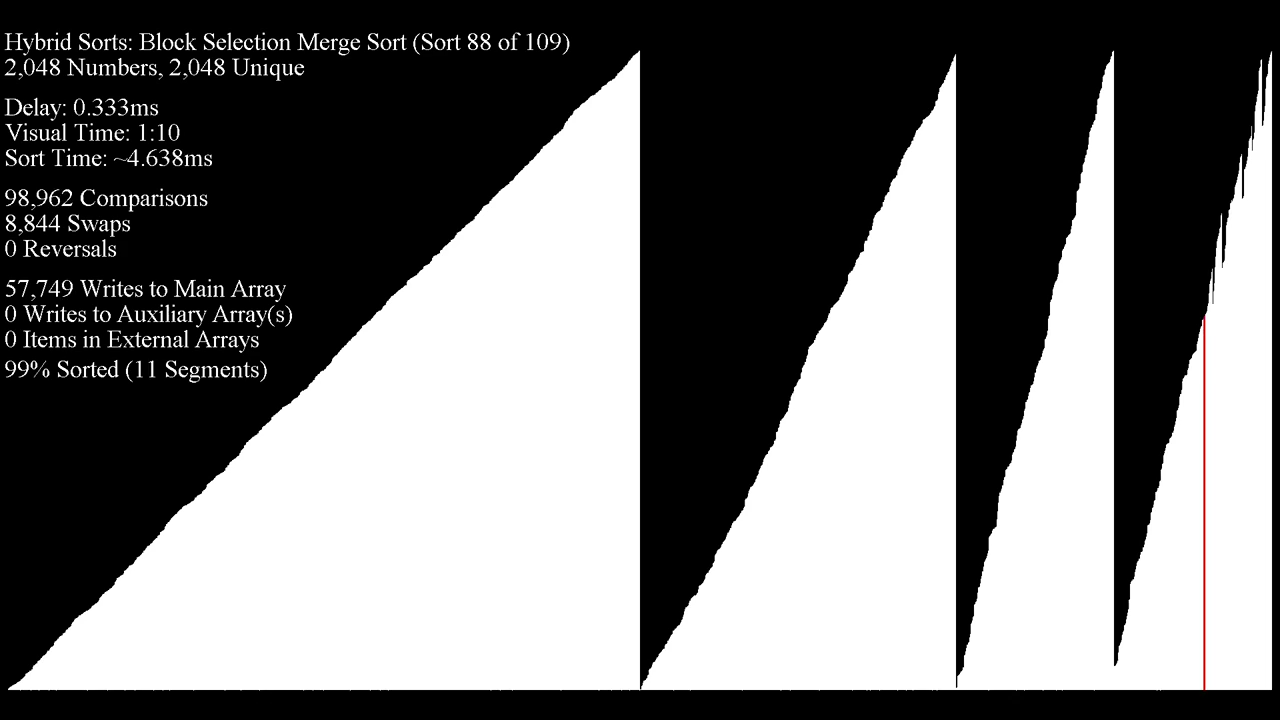 Hybrid Sorts: Block Selection Merge Sort (Sort 88 of 109)
2,048 Numbers, 2,048 Unique
Delay: 0.333ms
Visual Time: 1:10
Sort Time: ~4.638ms
98,962 Comparisons
8,844 Swaps
0 Reversals
57,749 Writes to Main Array
0 Writes to Auxiliary Array(s)
0 Items in External Arrays
99% Sorted (11 Segments)